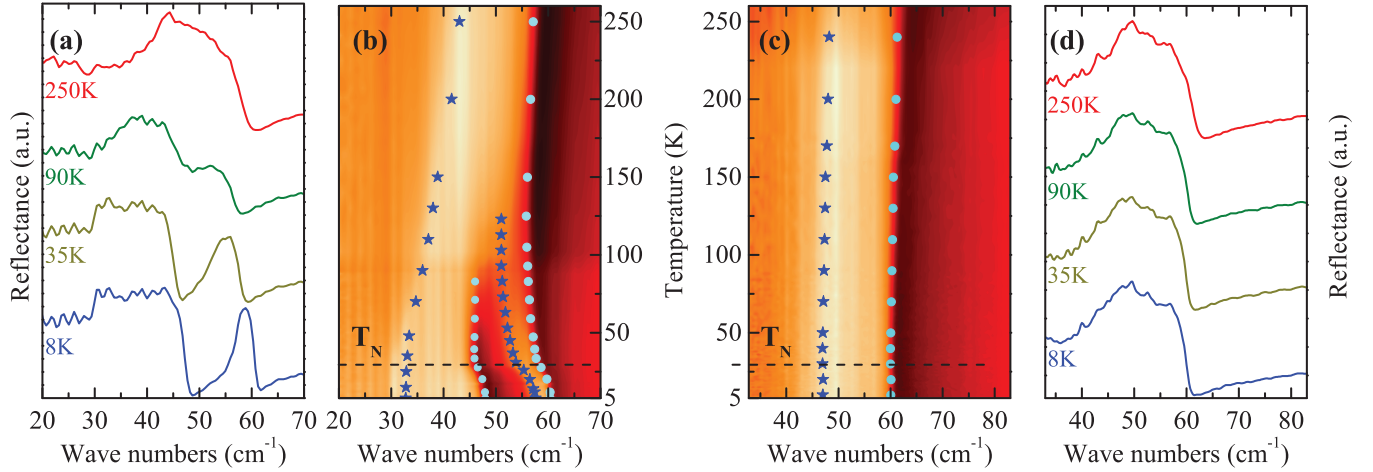 (a)
250K
90K
35K
8K
Reflectance (a.u.)
20 30 40 50 60 70
Wave numbers (cm-1)
(b)
TN
250
200
150
100
50
5
Temperature (K)
20 30 40 50 60 70
Wave numbers (cm-1)
(c)
TN
250
200
150
100
50
5
40 50 60 70 80
Wave numbers (cm-1)
(d)
250K
90K
35K
8K
Reflectance (a.u.)
40 50 60 70 80
Wave numbers (cm-1)